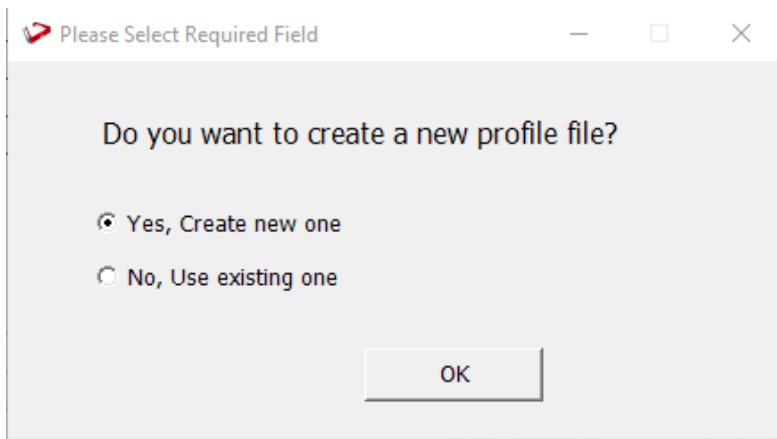 Please Select Required Field
Do you want to create a new profile file?
Yes, Create new one
No, Use existing one
OK